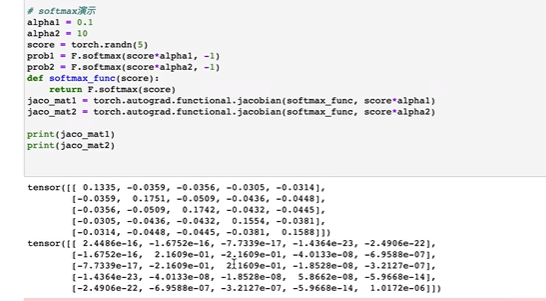 # softmax演示
alpha1 = 0.1
alpha2 = 10
score = torch.randn(5)
prob1 = F.softmax(score*alpha1, -1)
prob2 = F.softmax(score*alpha2, -1)
def softmax_func(score):
    return F.softmax(score)
jaco_mat1 = torch.autograd.functional.jacobian(softmax_func, score*alpha1)
jaco_mat2 = torch.autograd.functional.jacobian(softmax_func, score*alpha2)
print(jaco_mat1)
print(jaco_mat2)
tensor([[ 0.1335, -0.0359, -0.0356, -0.0305, -0.0314],
        [-0.0359,  0.1751, -0.0509, -0.0436, -0.0448],
        [-0.0356, -0.0509,  0.1742, -0.0432, -0.0445],
        [-0.0305, -0.0436, -0.0432,  0.1554, -0.0381],
        [-0.0314, -0.0448, -0.0445, -0.0381,  0.1588]])
tensor([[ 2.4486e-16, -1.6752e-16, -7.7339e-17, -1.4364e-23, -2.4906e-22],
        [-1.6752e-16,  2.1609e-01, -2.1609e-01, -4.0133e-08, -6.9588e-07],
        [-7.7339e-17, -2.1609e-01,  2.1609e-01, -1.8528e-08, -3.2127e-07],
        [-1.4364e-23, -4.0133e-08, -1.8528e-08,  5.8662e-08, -5.9668e-14],
        [-2.4906e-22, -6.9588e-07, -3.2127e-07, -5.9668e-14,  1.0172e-06]])